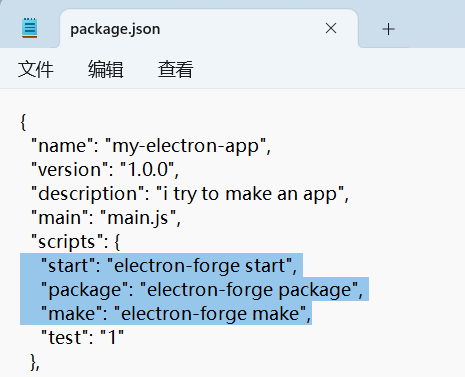 package.json
文件 编辑 查看
{
"name": "my-electron-app",
"version": "1.0.0",
"description": "i try to make an app",
"main": "main.js",
"scripts": {
"start": "electron-forge start",
"package": "electron-forge package",
"make": "electron-forge make",
"test": "1"
},